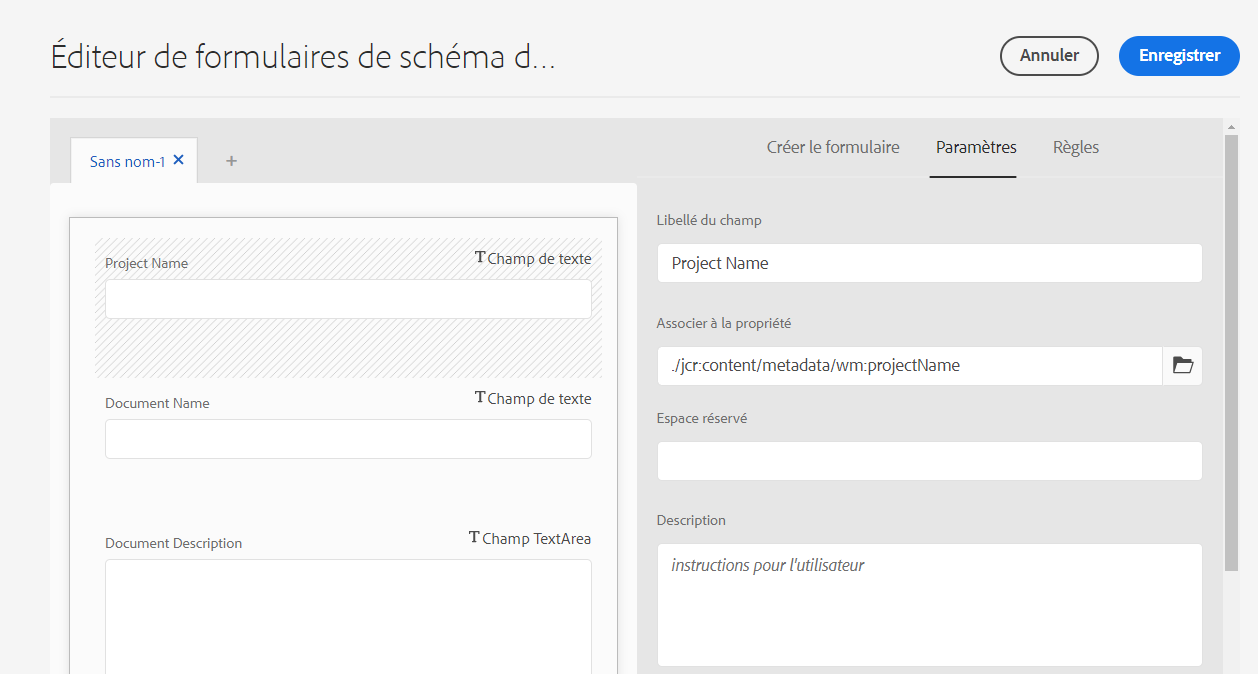 Éditeur de formulaires de schéma d...
Annuler
Enregistrer
Sans nom-1
Créer le formulaire
Paramètres
Règles
Project Name
Champ de texte
Document Name
Champ de texte
Document Description
Champ TextArea
Libellé du champ
Project Name
Associer à la propriété
./jcr:content/metadata/wm:projectName
Espace réservé
Description
instructions pour l'utilisateur